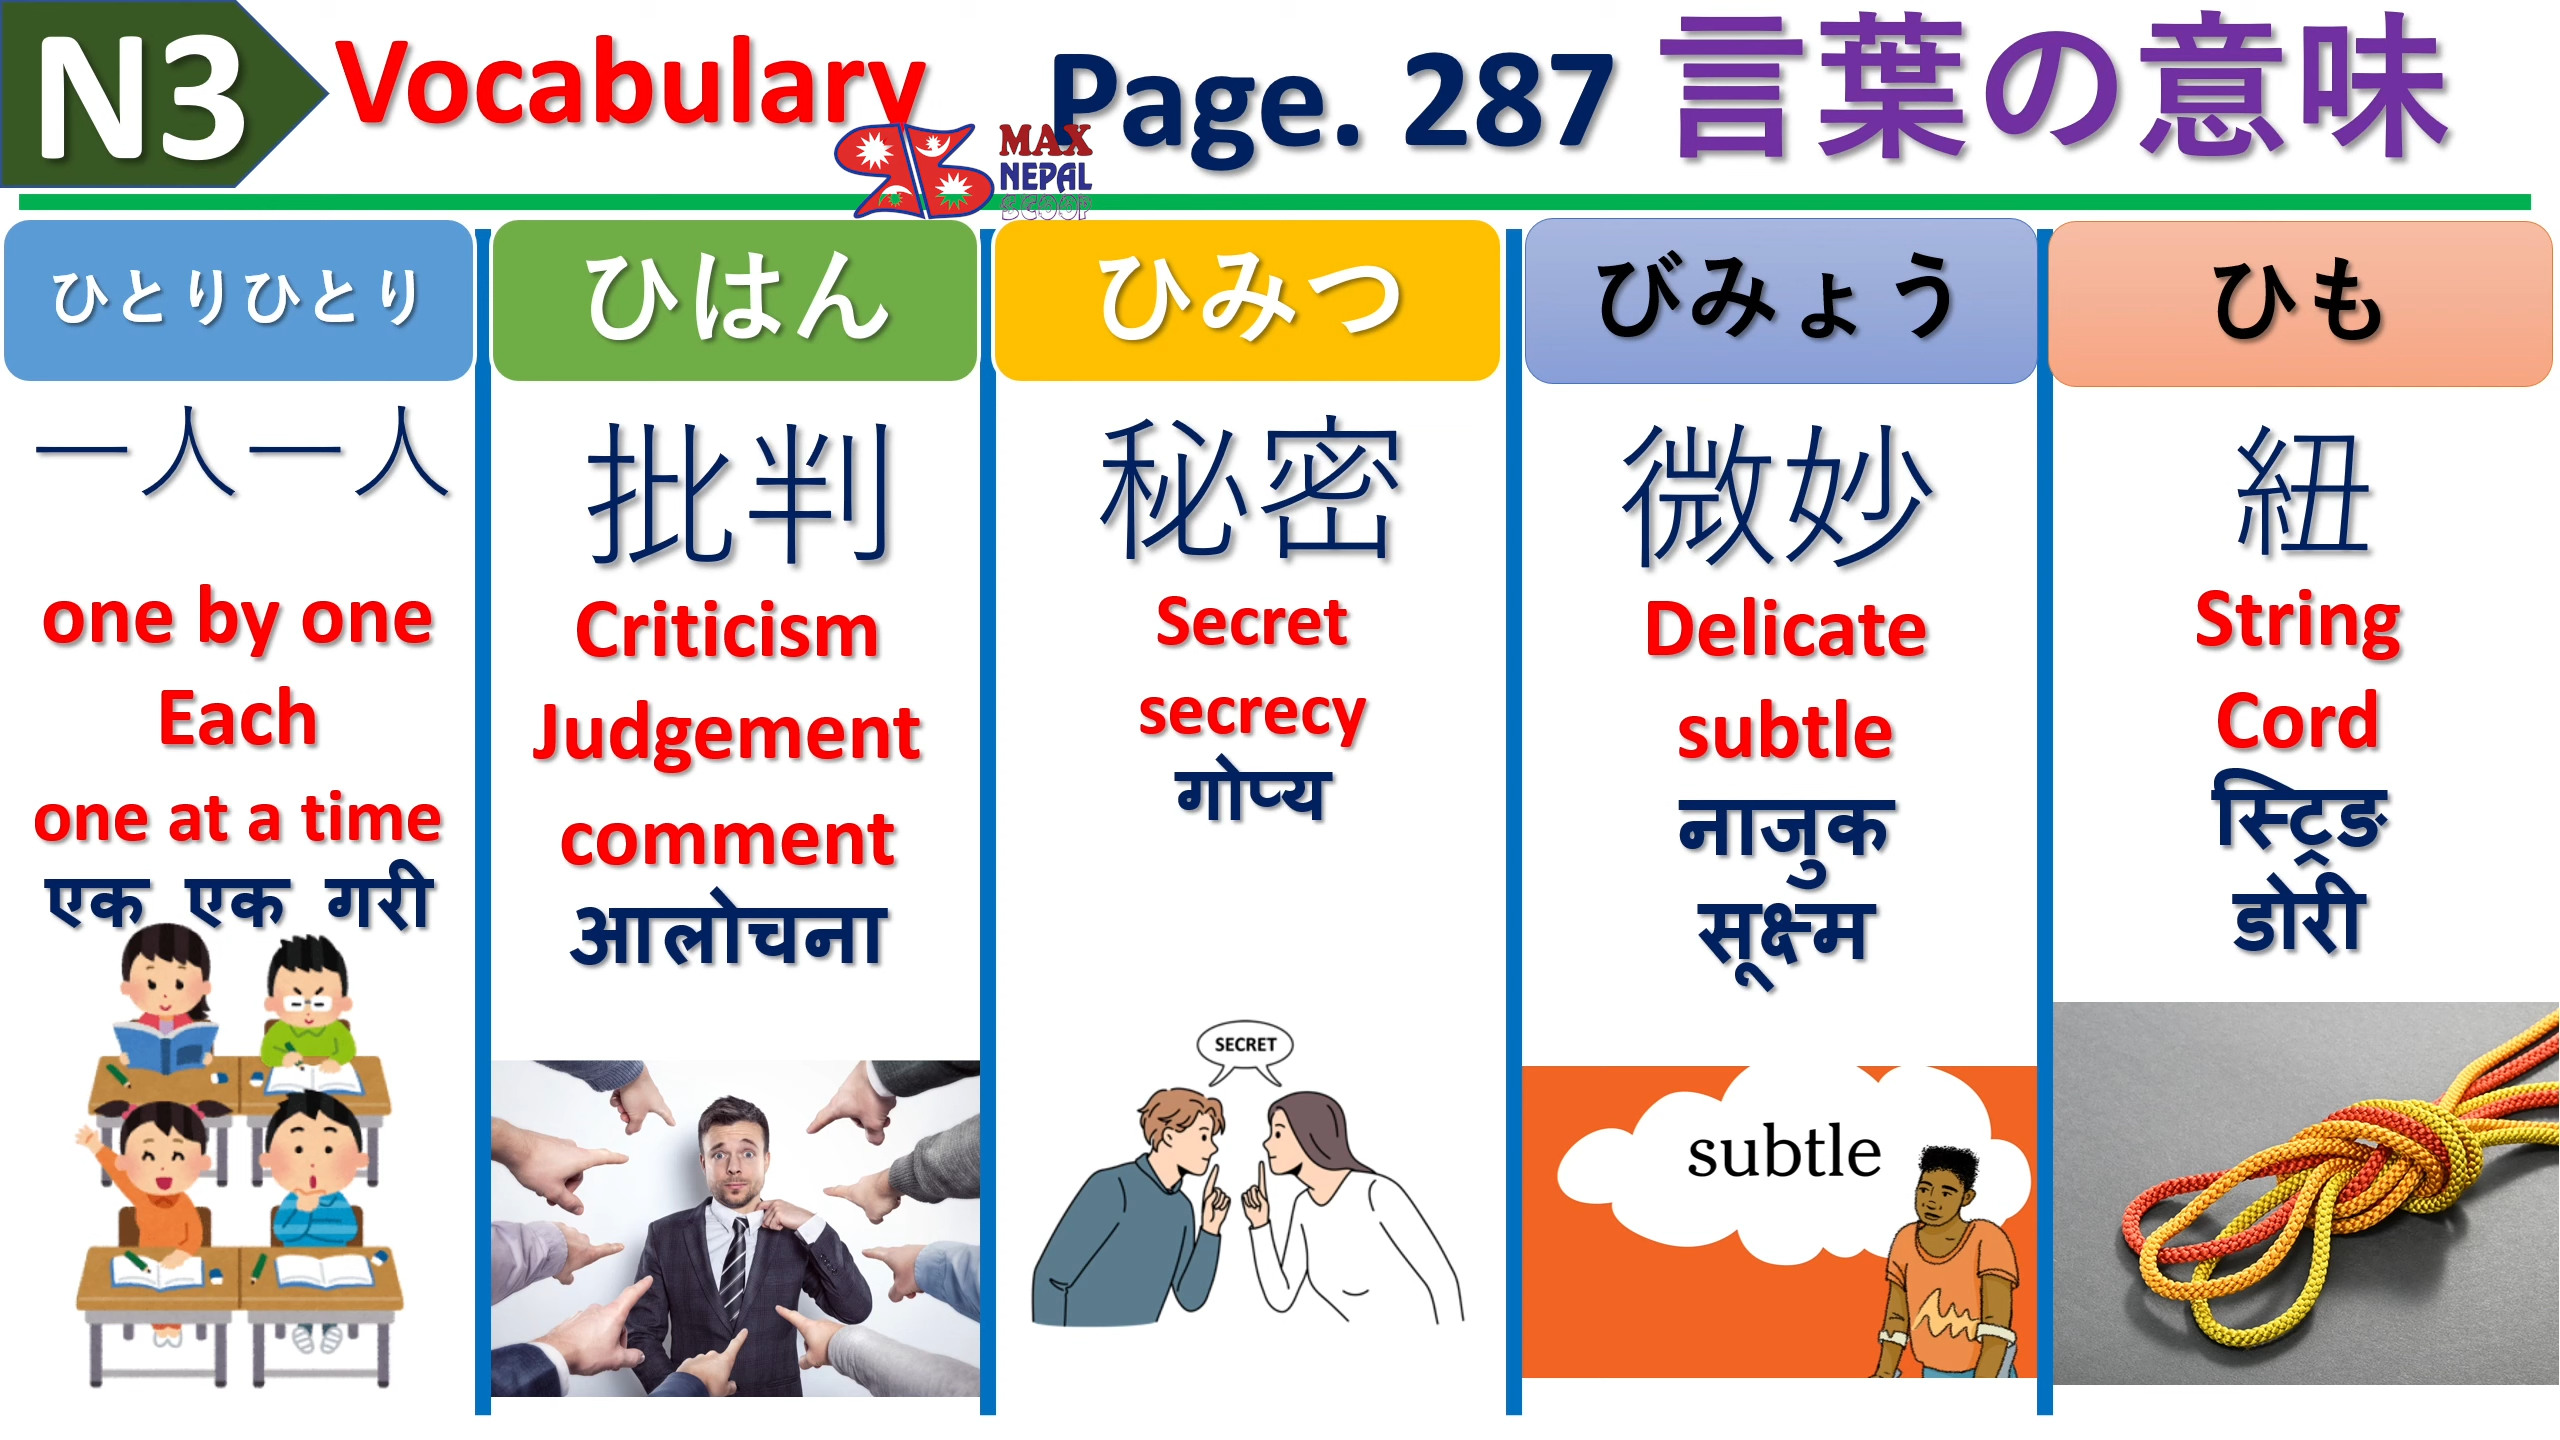 N3
Vocabulary
Page. 287
言葉の意味
MAX
NEPAL
SCOOP
ひとりひとり
一人一人
one by one
Each
one at a time
एक एक गरी
ひはん
批判
Criticism
Judgement
comment
आलोचना
ひみつ
秘密
Secret
secrecy
गोप्य
SECRET
びみょう
微妙
Delicate
subtle
नाजुक
सूक्ष्म
subtle
ひも
紐
String
Cord
स्ट्रिङ
डोरी